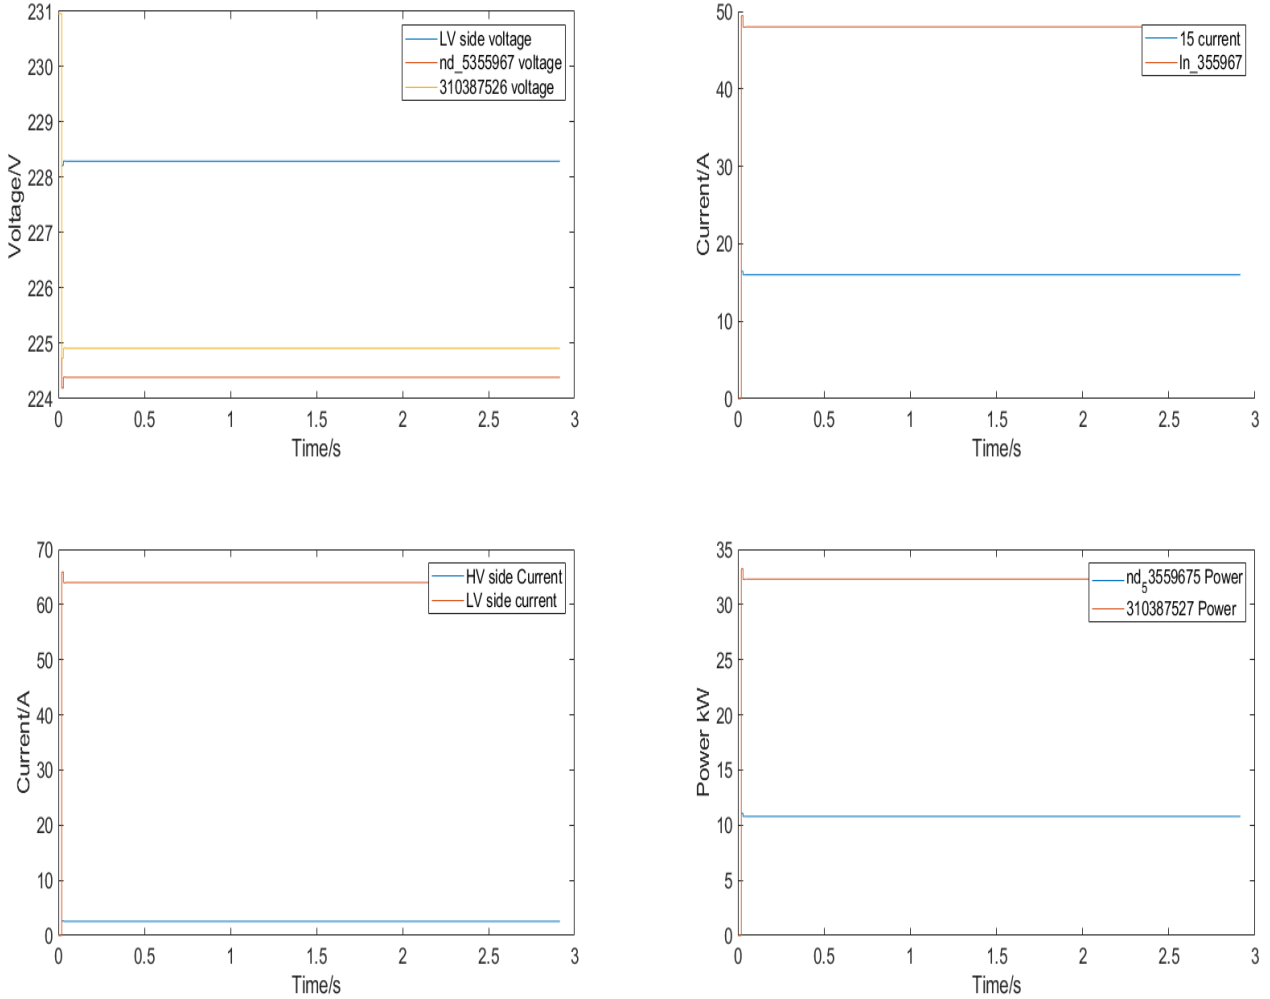 231
230
229
228
227
226
225
224
Voltage/V
LV side voltage
nd_5355967 voltage
310387526 voltage
0 0.5 1 1.5 2 2.5 3
Time/s
50
40
30
20
10
0
Current/A
15 current
ln_355967
0 0.5 1 1.5 2 2.5 3
Time/s
70
60
50
40
30
20
10
0
Current/A
HV side Current
LV side current
0 0.5 1 1.5 2 2.5 3
Time/s
35
30
25
20
15
10
5
0
Power kW
nd53559675 Power
310387527 Power
0 0.5 1 1.5 2 2.5 3
Time/s